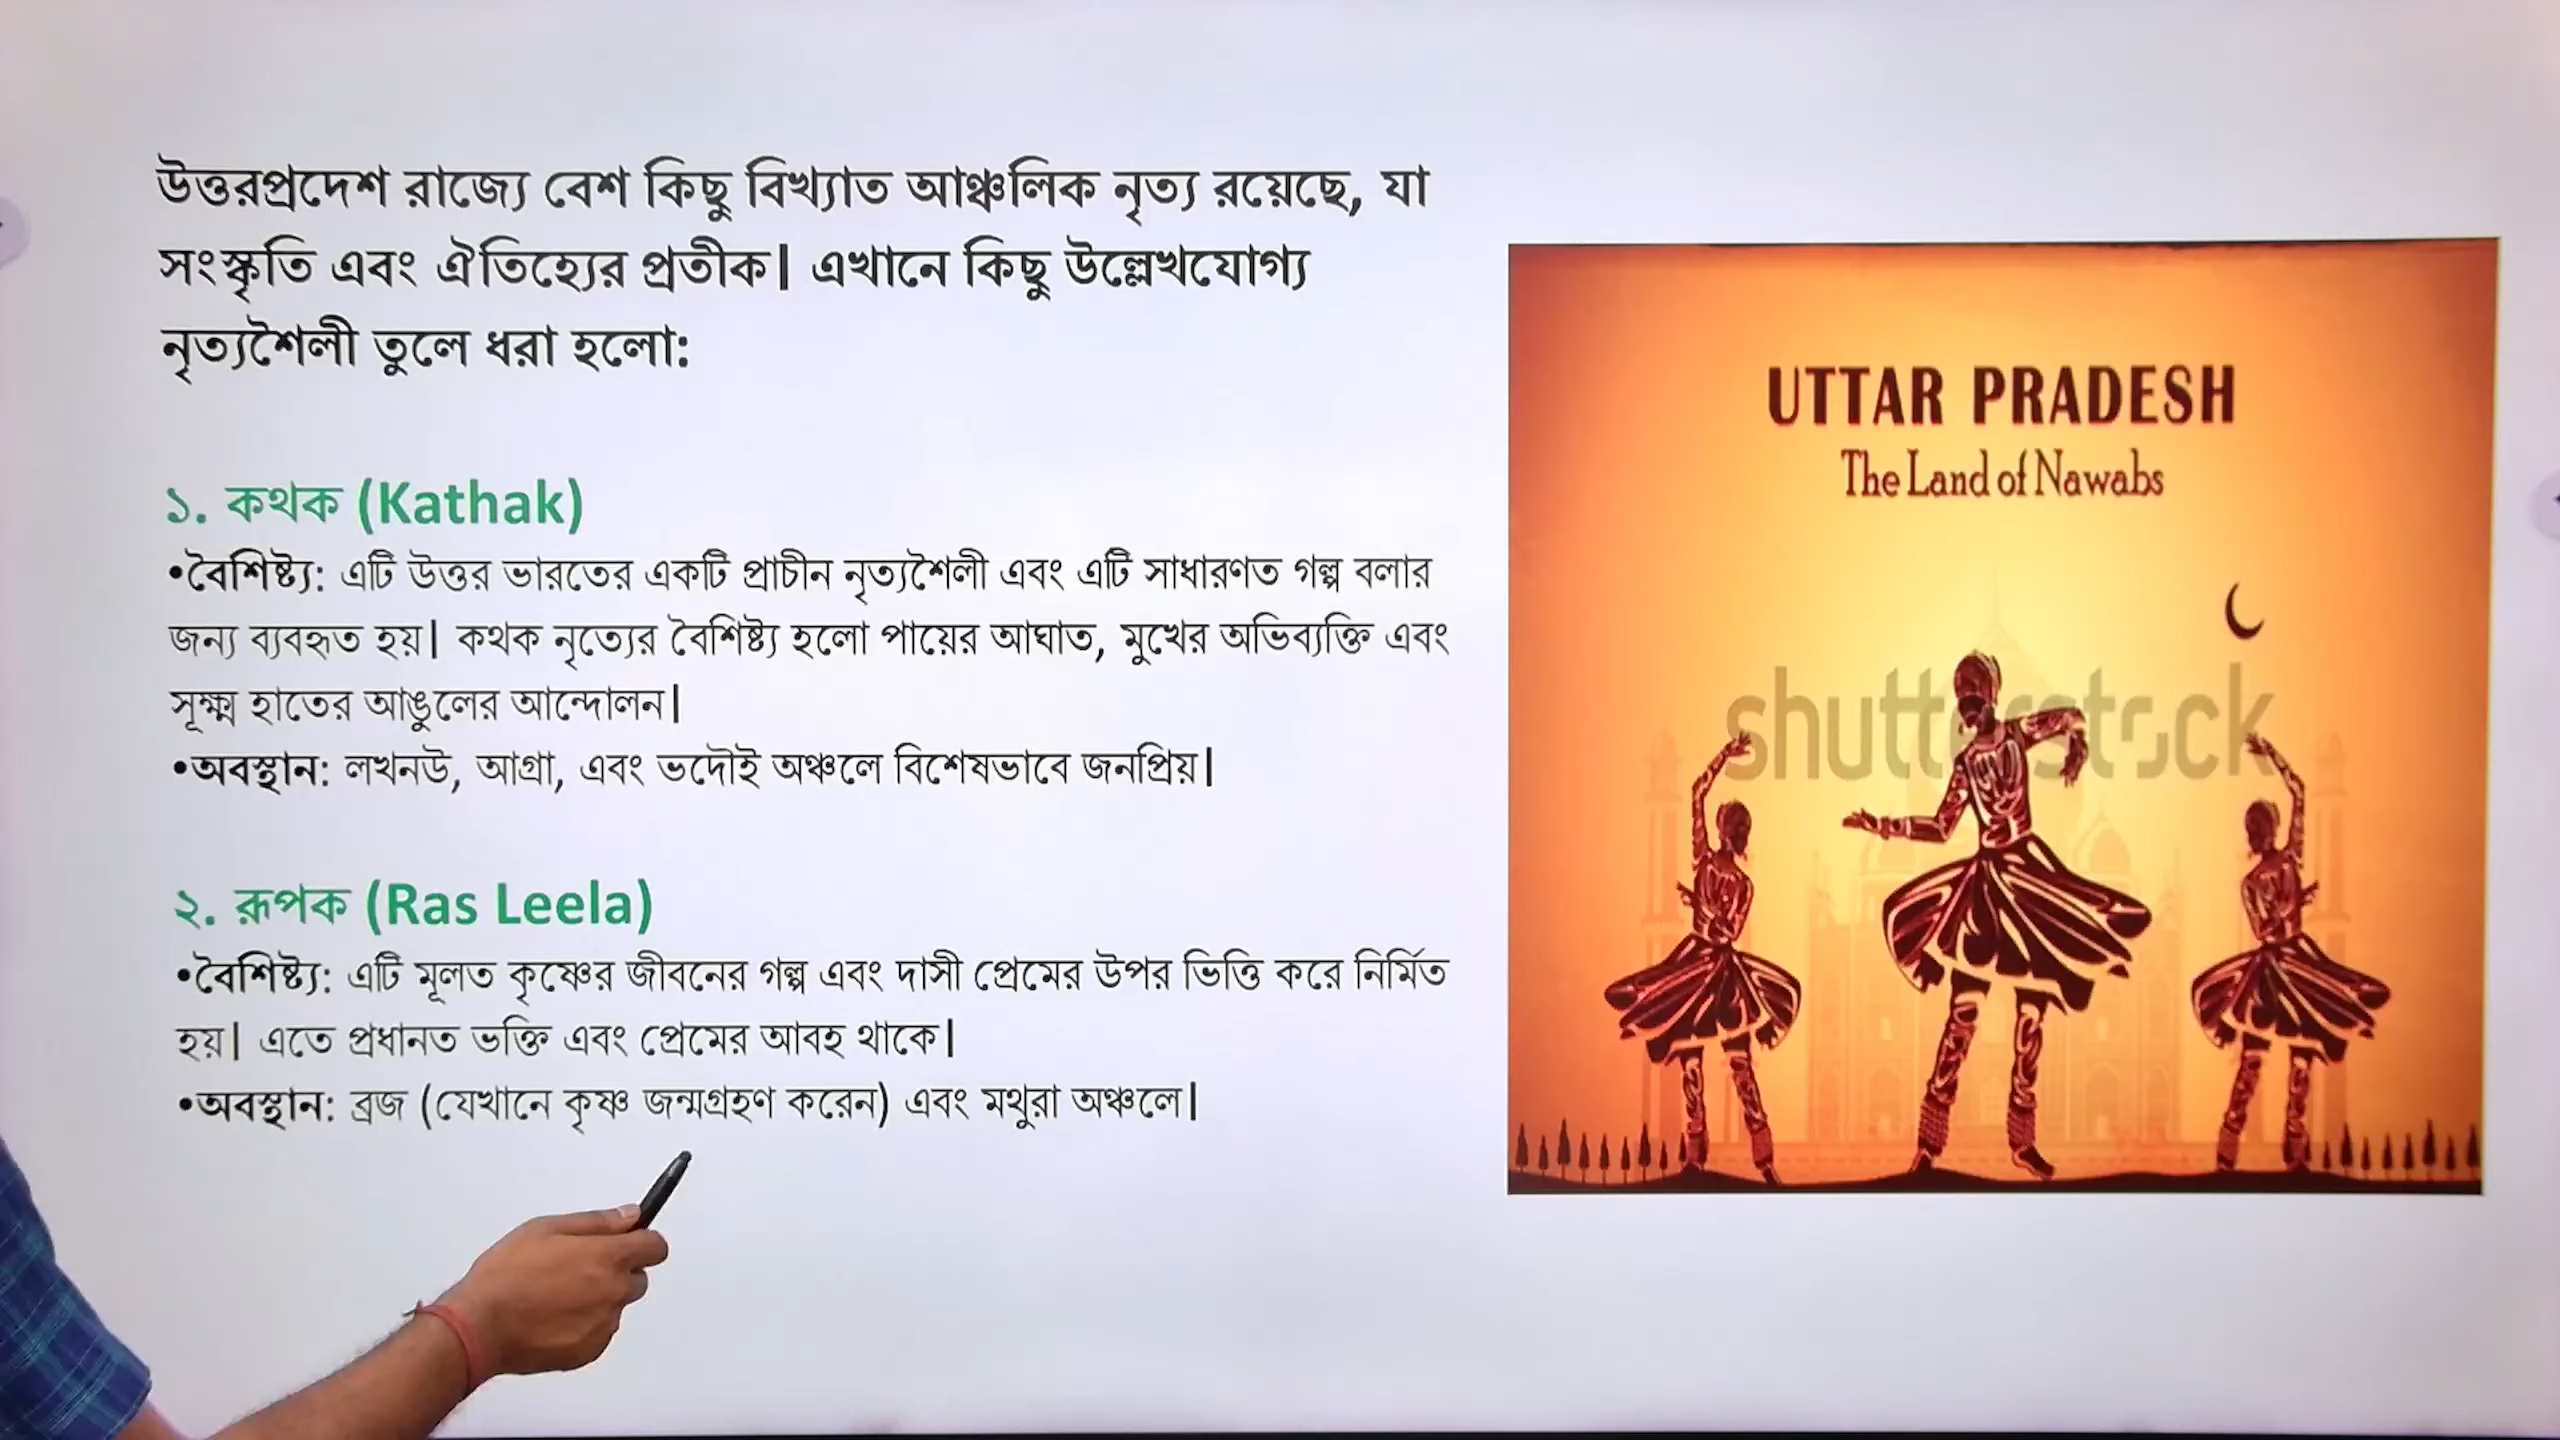 উত্তরপ্রদেশ রাজ্যে বেশ কিছু বিখ্যাত আঞ্চলিক নৃত্য রয়েছে, যা
সংস্কৃতি এবং ঐতিহ্যের প্রতীক। এখানে কিছু উল্লেখযোগ্য
নৃত্যশৈলী তুলে ধরা হলো:
১. কথক (Kathak)
•বৈশিষ্ট্য: এটি উত্তর ভারতের একটি প্রাচীন নৃত্যশৈলী এবং এটি সাধারণত গল্প বলার
জন্য ব্যবহৃত হয়। কথক নৃত্যের বৈশিষ্ট্য হলো পায়ের আঘাত, মুখের অভিব্যক্তি এবং
সূক্ষ্ম হাতের আঙুলের আন্দোলন।
•অবস্থান: লখনউ, আগ্রা, এবং ভদৌই অঞ্চলে বিশেষভাবে জনপ্রিয়।
২. রূপক (Ras Leela)
•বৈশিষ্ট্য: এটি মূলত কৃষ্ণের জীবনের গল্প এবং দাসী প্রেমের উপর ভিত্তি করে নির্মিত
হয়। এতে প্রধানত ভক্তি এবং প্রেমের আবহ থাকে।
•অবস্থান: ব্রজ (যেখানে কৃষ্ণ জন্মগ্রহণ করেন) এবং মথুরা অঞ্চলে।
UTTAR PRADESH
The Land of Nawabs
shutterstock